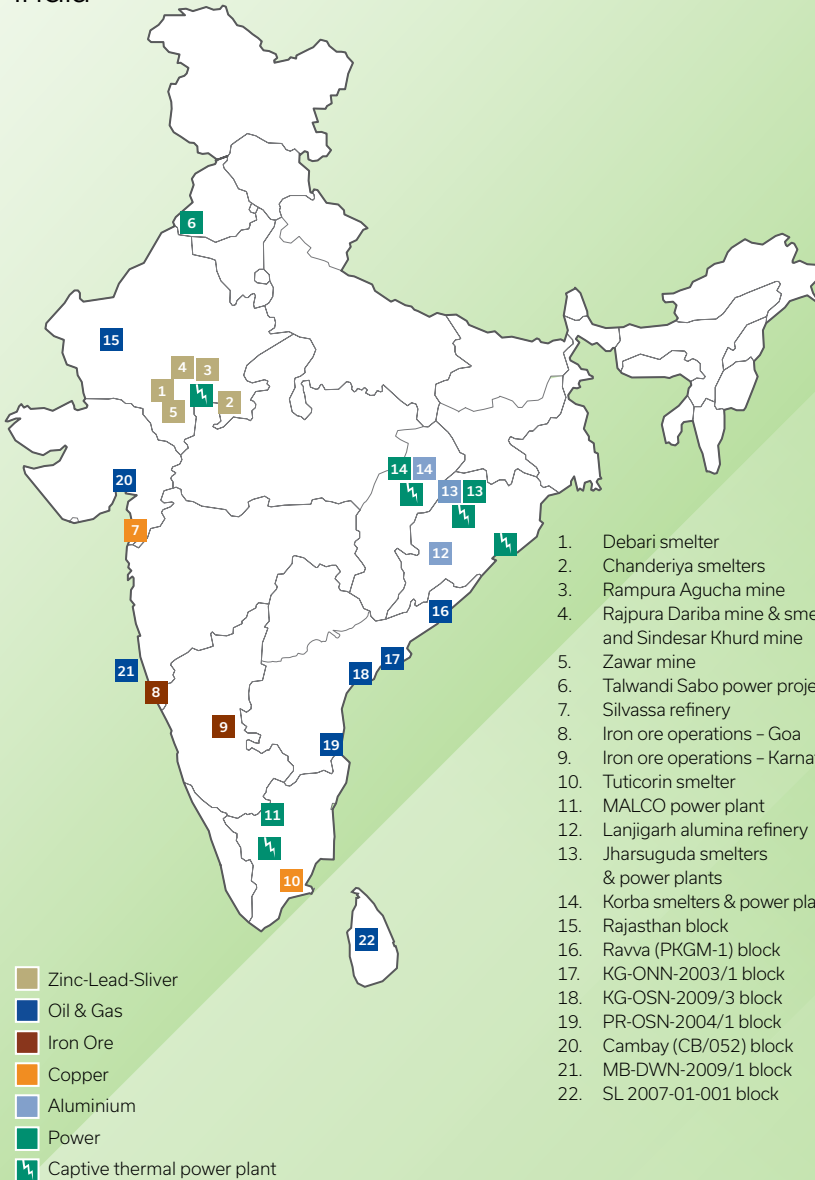 6
15
4
3
1
2
5
20
14
14
13
13
7
12
16
17
21
18
8
9
19
11
10
22
1. Debari smelter
2. Chanderiya smelters
3. Rampura Agucha mine
4. Rajpura Dariba mine &
and Sindesar Khurd mine
5. Zawar mine
6. Talwandi Sabo power
7. Silvassa refinery
8. Iron ore operations – Goa
9. Iron ore operations –
10. Tuticorin smelter
11. MALCO power plant
12. Lanjigarh alumina refinery
13. Jharsuguda smelters
& power plants
14. Korba smelters & power
15. Rajasthan block
16. Ravva (PKGM-1) block
17. KG-ONN-2003/1 block
18. KG-OSN-2009/3 block
19. PR-OSN-2004/1 block
20. Cambay (CB/052) block
21. MB-DWN-2009/1 block
22. SL 2007-01-001 block
Zinc-Lead-Sliver
Oil & Gas
Iron Ore
Copper
Aluminium
Power
Captive thermal power plant